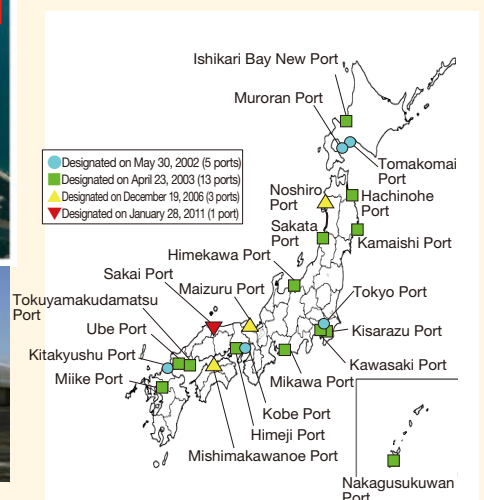 Ishikari Bay New Port
Muroran Port
Designated on May 30, 2002 (5 ports)
Designated on April 23, 2003 (13 ports)
Designated on December 19, 2006 (3 ports)
Designated on January 28, 2011 (1 port)
Tomakomai
Port
Noshiro
Port
Hachinohe
Port
Sakata
Port
Kamaishi Port
Himekawa Port
Sakai Port
Maizuru Port
Tokyo Port
Tokuyamakudamatsu
Port
Ube Port
Kisarazu Port
Kitakyushu Port
Kawasaki Port
Miike Port
Mikawa Port
Kobe Port
Himeji Port
Mishimakawanoe Port
Nakagusukuwan
Port